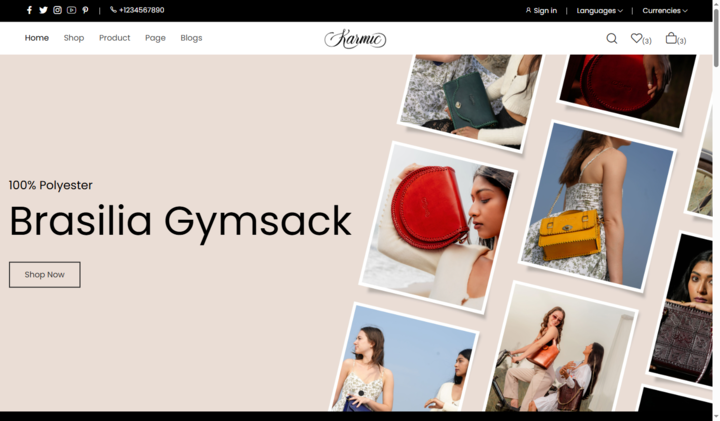 +1234567890
Sign in | Languages | Currencies
Home Shop Product Page Blogs
Karmic
(3) (3)
100% Polyester
Brasilia Gymsack
Shop Now